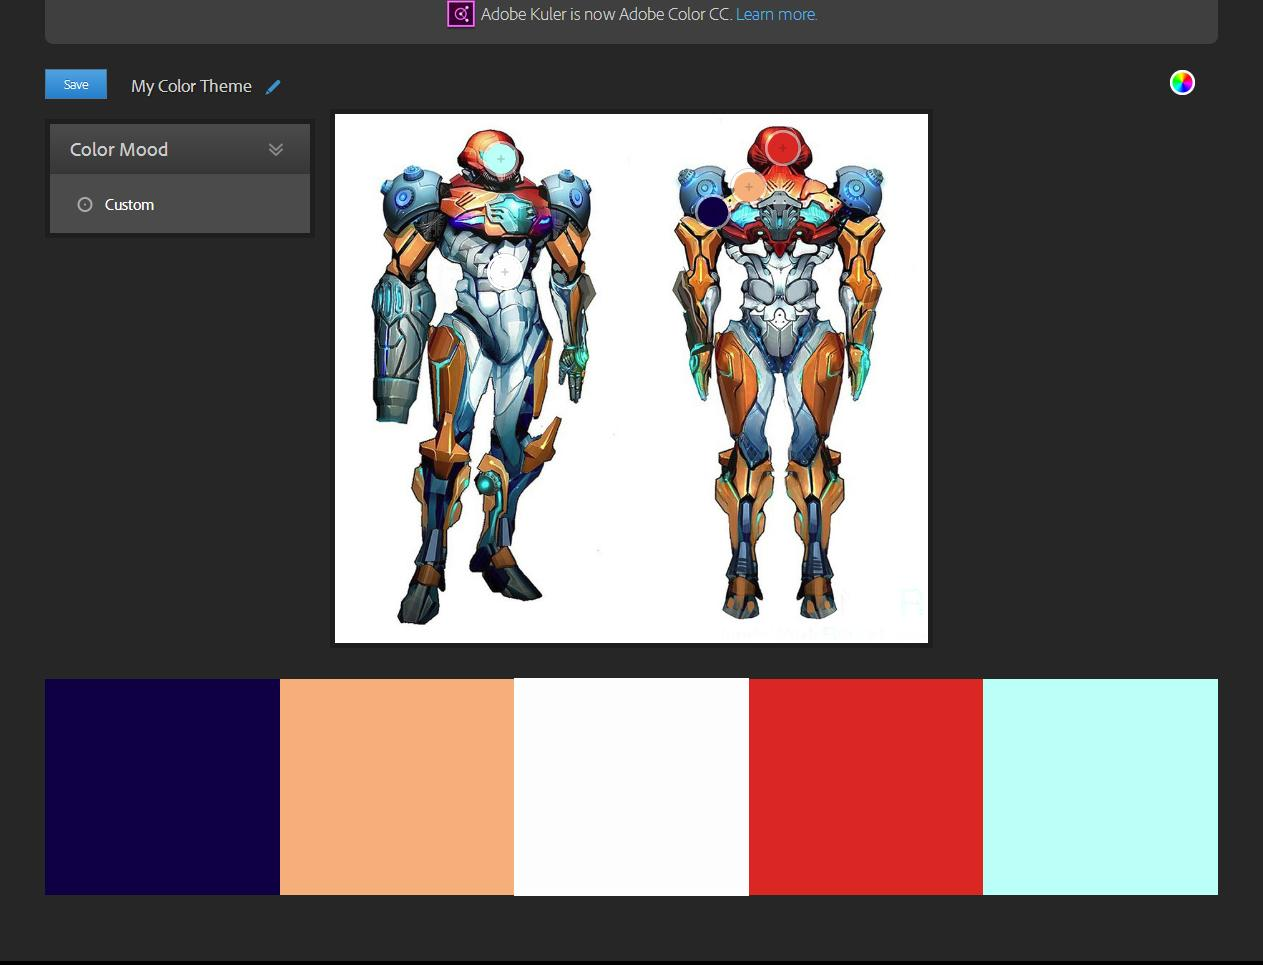 Adobe Kuler is now Adobe Color CC. Learn more.
Save
My Color Theme
Color Mood
Custom